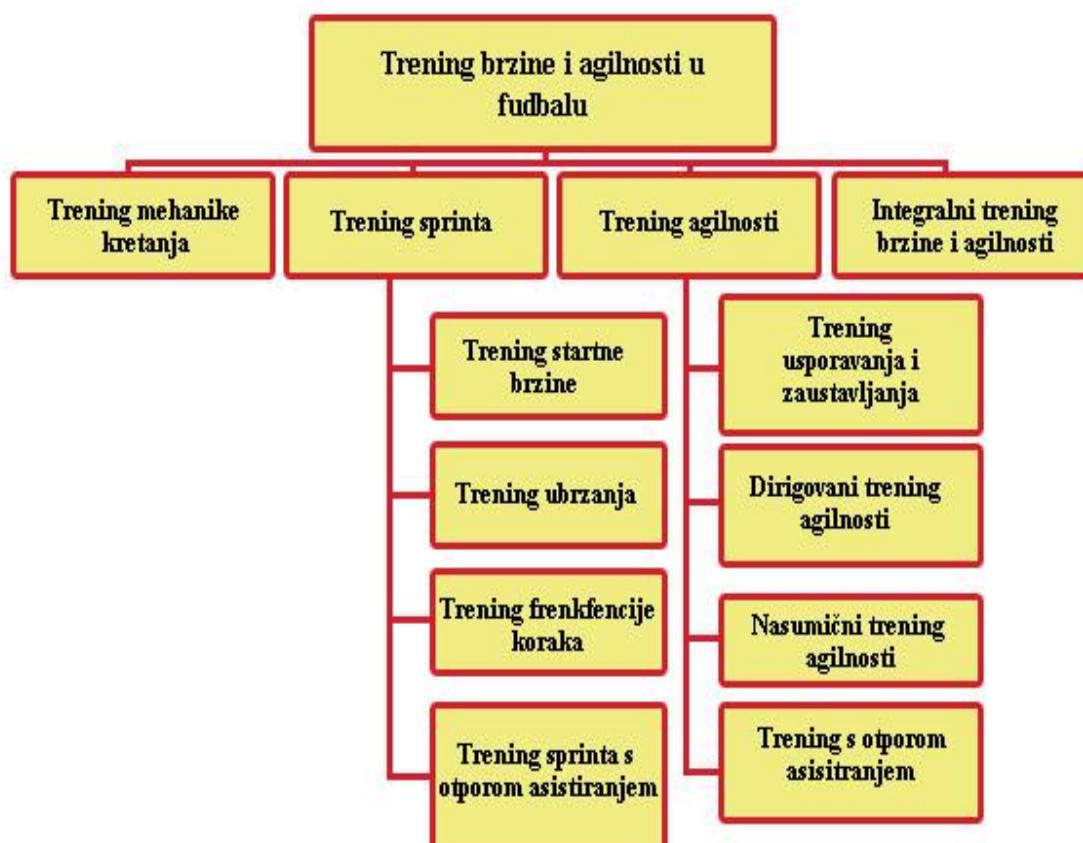 Trening brzine i agilnosti u
fudbalu
Trening mehanike
kretanja
Trening sprinta
Trening agilnosti
Integralni trening
brzine i agilnosti
Trening startne
brzine
Trening ubrzanja
Trening frenkfencije
koraka
Trening sprinta s
otporom asistiranjem
Trening
usporavanja i
zaustavljanja
Dirigovani trening
agilnosti
Nasumični trening
agilnosti
Trening s otporom
asisitranjem